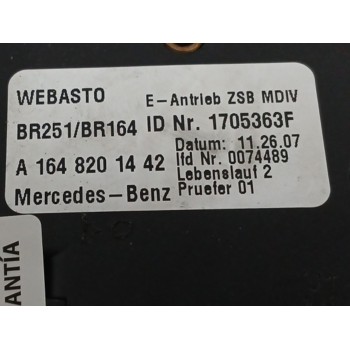 WEBASTO E-Antrieb ZSB MDIV
BR251/BR164 ID Nr. 1705363F
Datum: 11.26.07
A 164 820 14 42 lfd Nr. 0074489
Lebenslauf 2
Mercedes-Benz Pruefer 01
ANTÍA